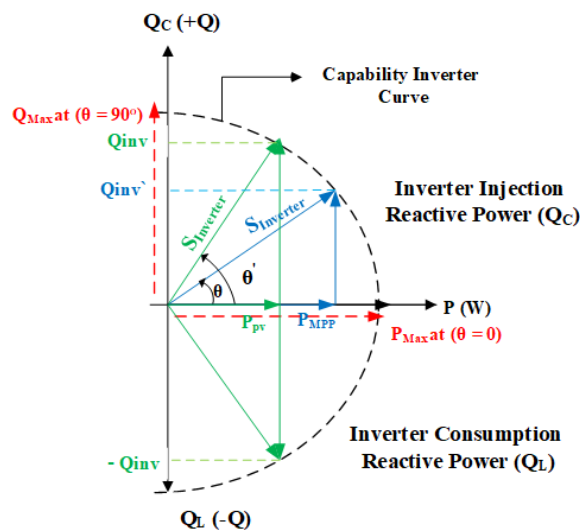 Q_C (+Q)
Capability Inverter
Curve
Q_Max at (θ = 90°)
Qinv
Qinv`
Inverter Injection
Reactive Power (Q_C)
S_Inverter
S_Inverter
θ'
θ
P (W)
P_pv
P_MPP
P_Max at (θ = 0)
Inverter Consumption
Reactive Power (Q_L)
- Qinv
Q_L (-Q)